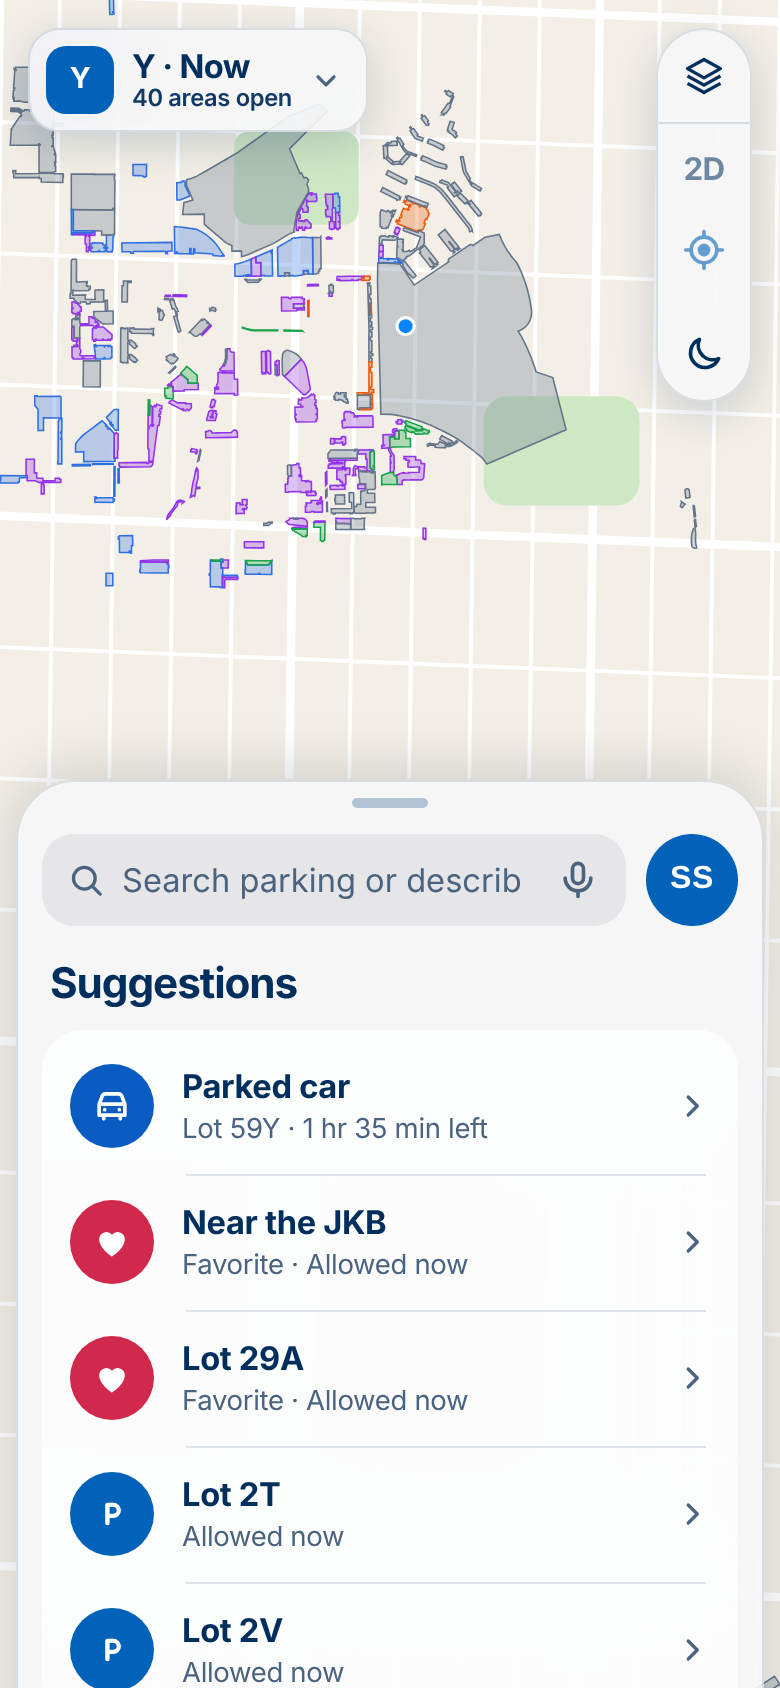 Y
Y · Now
40 areas open
2D
Search parking or describ
SS
Suggestions
Parked car
Lot 59Y · 1 hr 35 min left
Near the JKB
Favorite · Allowed now
Lot 29A
Favorite · Allowed now
P
Lot 2T
Allowed now
P
Lot 2V
Allowed now